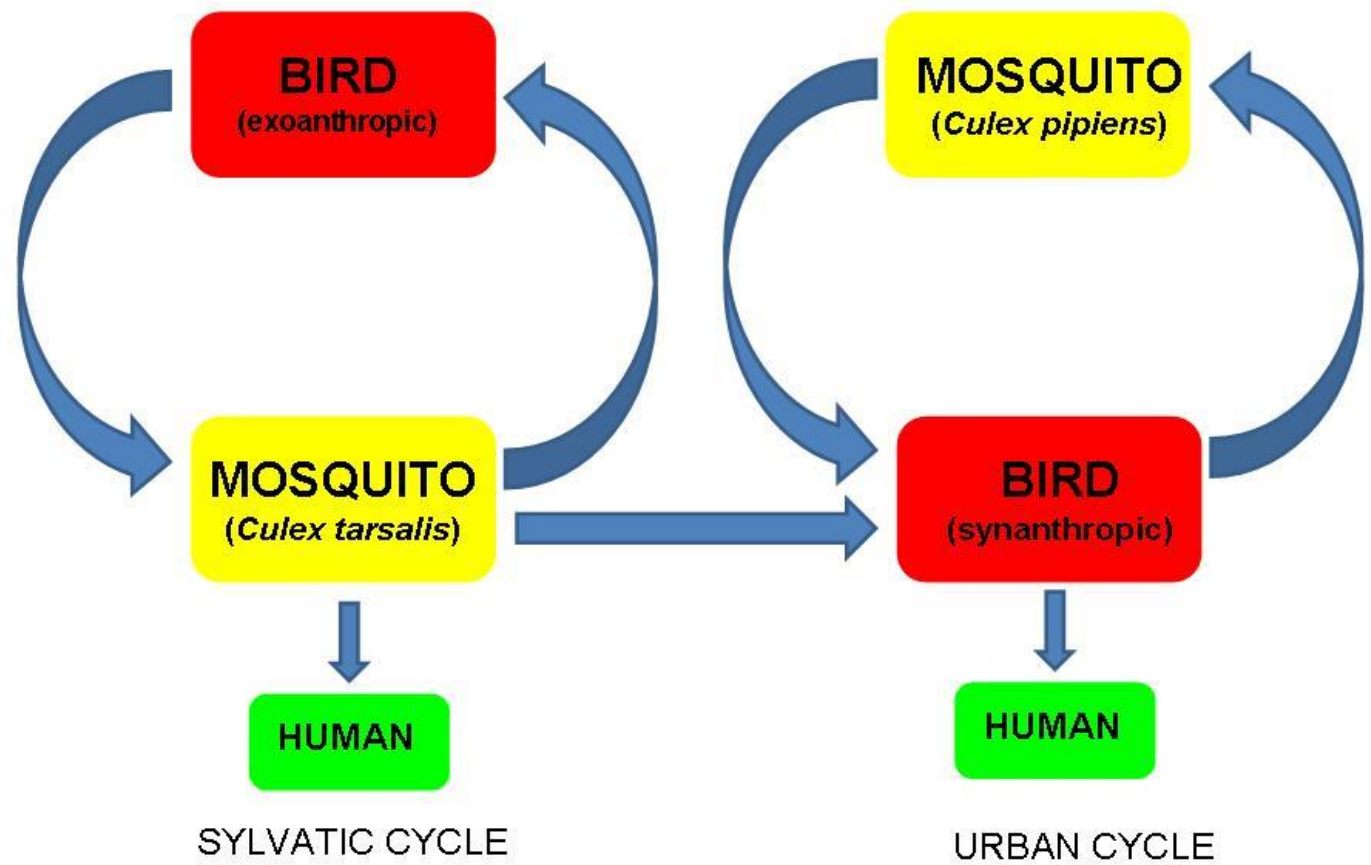 BIRD
(exoanthropic)
MOSQUITO
(Culex pipiens)
MOSQUITO
(Culex tarsalis)
BIRD
(synanthropic)
HUMAN
HUMAN
SYLVATIC CYCLE
URBAN CYCLE